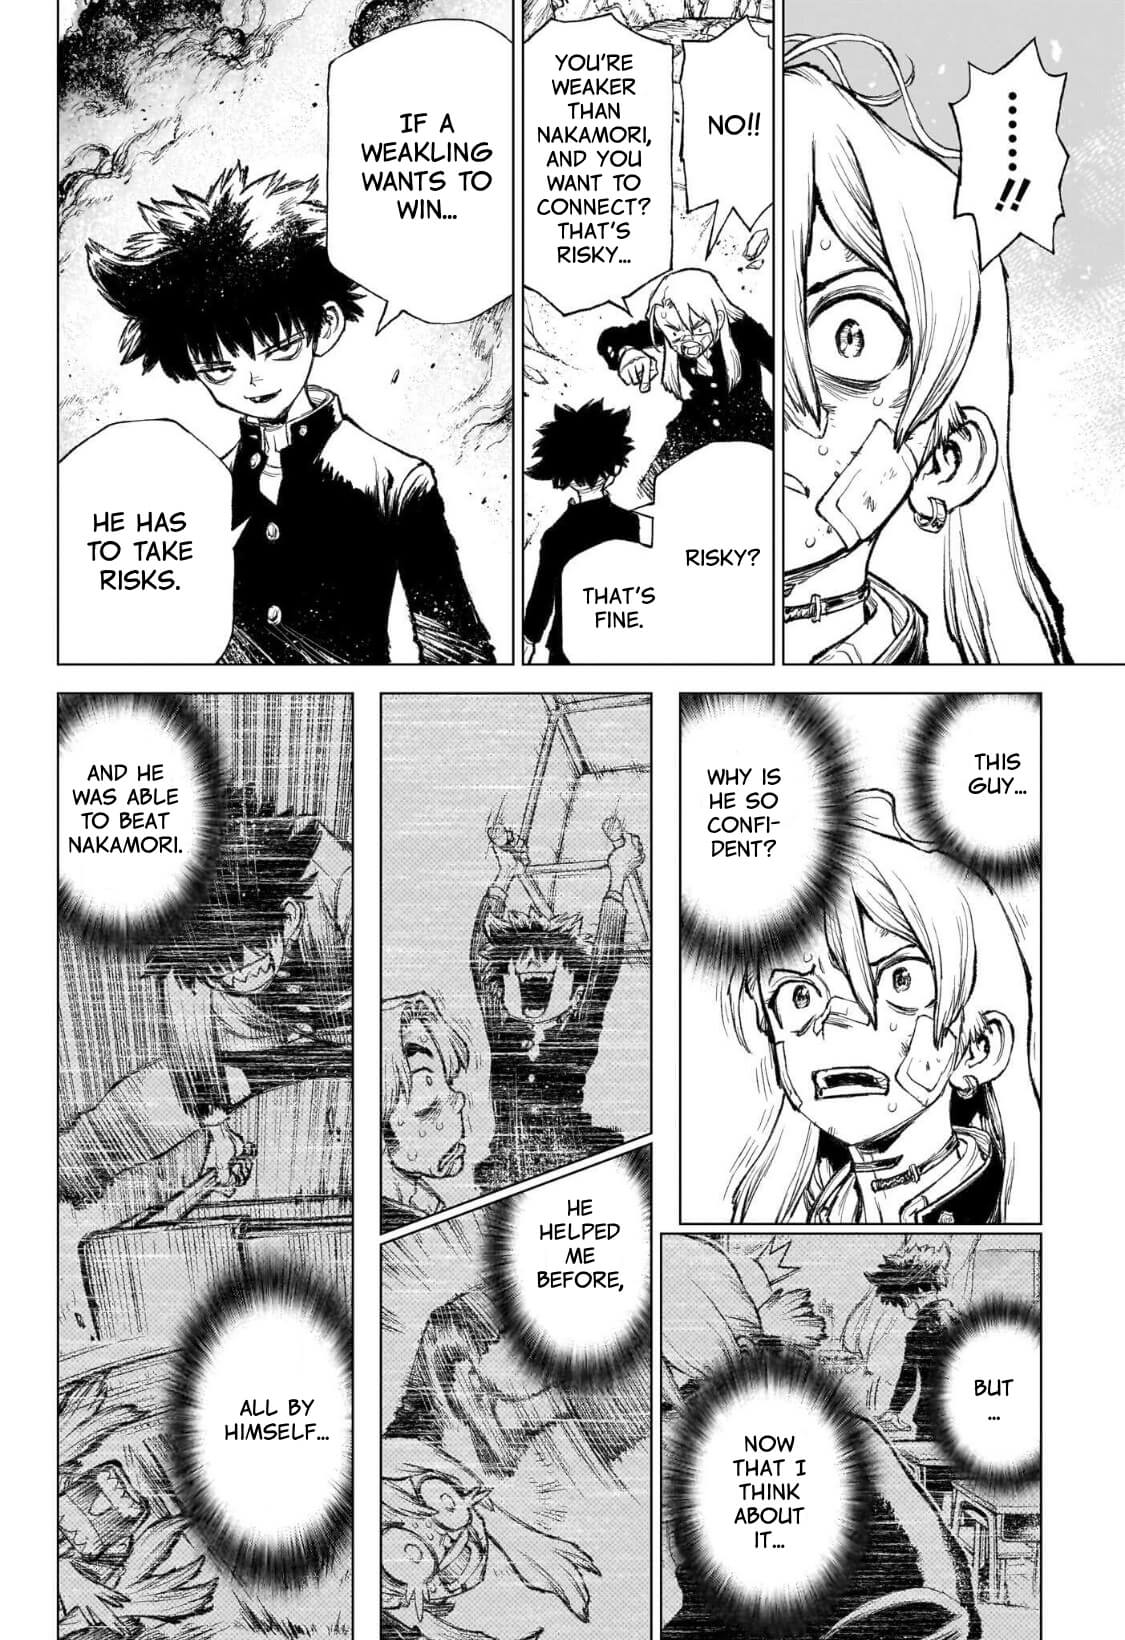 ......!!
NO!!
YOU'RE
WEAKER
THAN
NAKAMORI,
AND YOU
WANT TO
CONNECT?
THAT'S
RISKY...
RISKY?
THAT'S
FINE.
IF A
WEAKLING
WANTS TO
WIN...
HE HAS
TO TAKE
RISKS.
THIS
GUY...
WHY IS
HE SO
CONFI-
DENT?
BUT
...
NOW
THAT I
THINK
ABOUT
IT...
HE
HELPED
ME
BEFORE,
AND HE
WAS ABLE
TO BEAT
NAKAMORI.
ALL BY
HIMSELF...